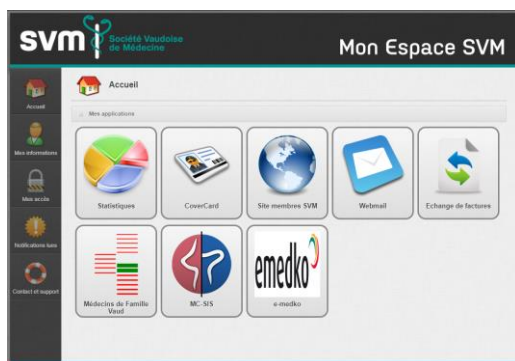 svm Société Vaudoise
de Médecine
Mon Espace SVM
Accueil
Accueil
Mes applications
Mes informations
Mes accès
Notifications lues
Contact et support
Statistiques
CoverCard
Site membres SVM
Webmail
Echange de factures
Médecins de Famille
Vaud
MC-SIS
emedko
e-medko